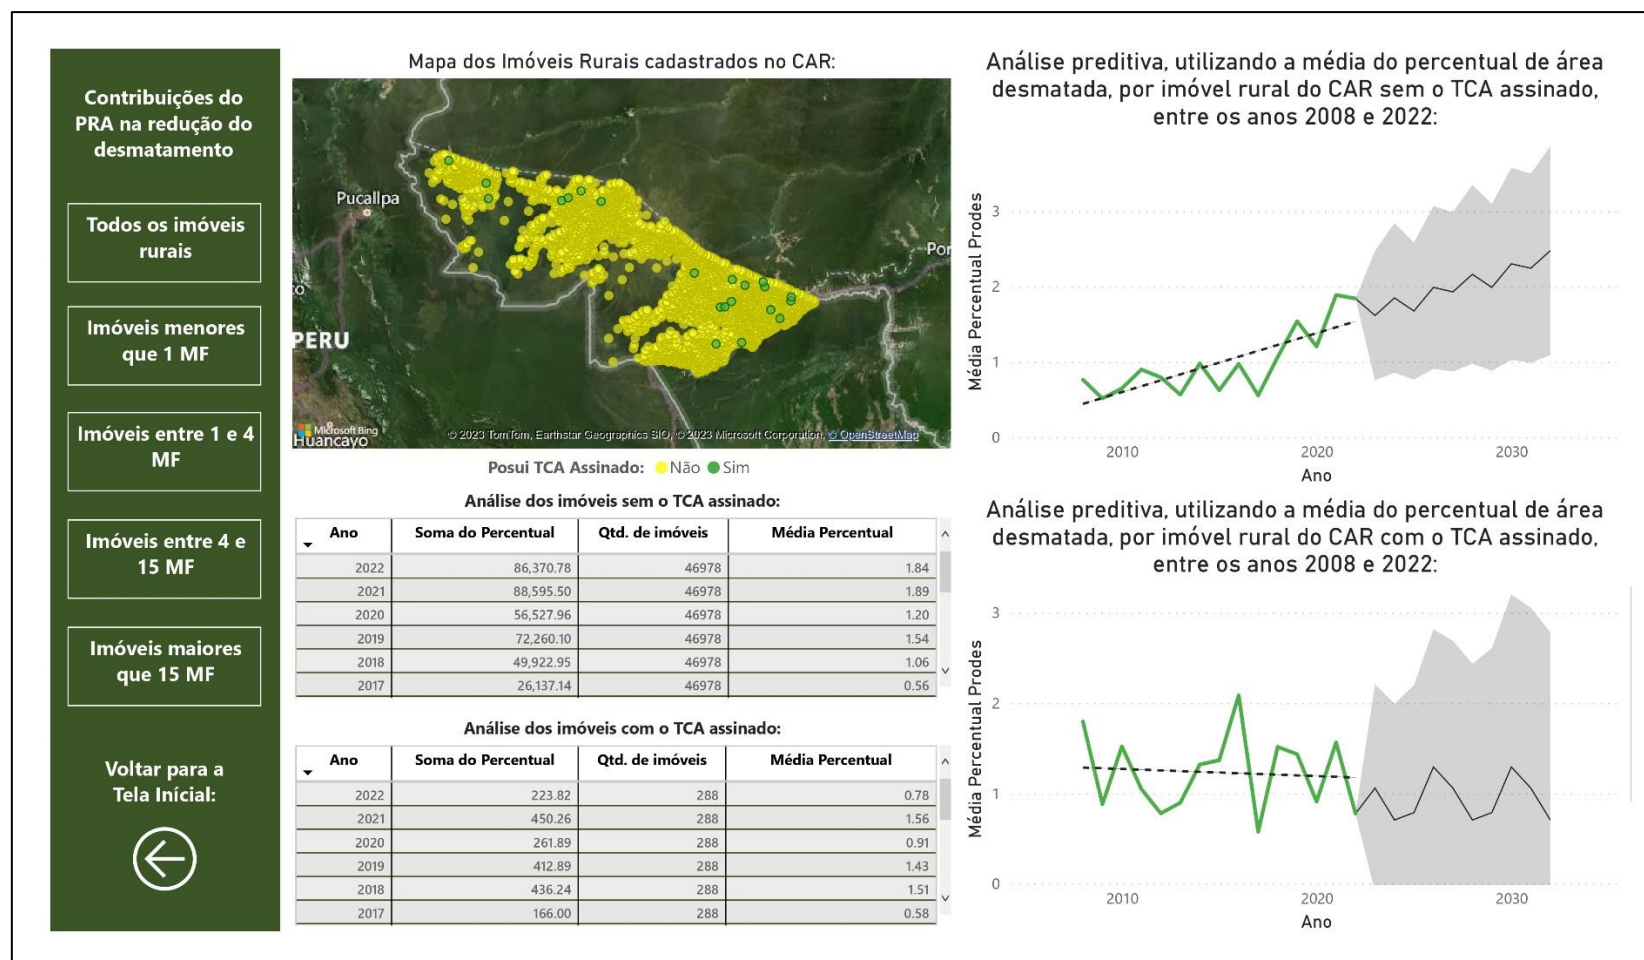 Contribuições do
PRA na redução do
desmatamento
Todos os imóveis
rurais
Imóveis menores
que 1 MF
Imóveis entre 1 e 4
MF
Imóveis entre 4 e
15 MF
Imóveis maiores
que 15 MF
Voltar para a
Tela Inícial:
Mapa dos Imóveis Rurais cadastrados no CAR:
Pucallpa
Por
co
PERU
Microsoft Bing
Huancayo
© 2023 TomTom, Earthstar Geographics SIO, © 2023 Microsoft Corporation, © OpenStreetMap
Posui TCA Assinado: Não Sim
Análise dos imóveis sem o TCA assinado:
Ano Soma do Percentual Qtd. de imóveis Média Percentual
2022 86,370.78 46978 1.84
2021 88,595.50 46978 1.89
2020 56,527.96 46978 1.20
2019 72,260.10 46978 1.54
2018 49,922.95 46978 1.06
2017 26,137.14 46978 0.56
Análise dos imóveis com o TCA assinado:
Ano Soma do Percentual Qtd. de imóveis Média Percentual
2022 223.82 288 0.78
2021 450.26 288 1.56
2020 261.89 288 0.91
2019 412.89 288 1.43
2018 436.24 288 1.51
2017 166.00 288 0.58
Análise preditiva, utilizando a média do percentual de área
desmatada, por imóvel rural do CAR sem o TCA assinado,
entre os anos 2008 e 2022:
Média Percentual Prodes
3
2
1
0
2010 2020 2030
Ano
Análise preditiva, utilizando a média do percentual de área
desmatada, por imóvel rural do CAR com o TCA assinado,
entre os anos 2008 e 2022:
Média Percentual Prodes
3
2
1
0
2010 2020 2030
Ano